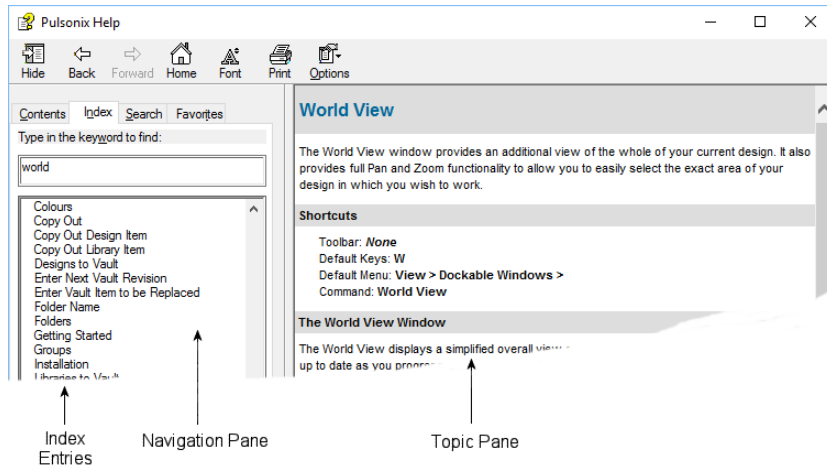 Pulsonix Help
Hide Back Forward Home Font Print Options
Contents Index Search Favorites
Type in the keyword to find:
world
Colours
Copy Out
Copy Out Design Item
Copy Out Library Item
Designs to Vault
Enter Next Vault Revision
Enter Vault Item to be Replaced
Folder Name
Folders
Getting Started
Groups
Installation
Libraries to Vault
World View
The World View window provides an additional view of the whole of your current design. It also
provides full Pan and Zoom functionality to allow you to easily select the exact area of your
design in which you wish to work.
Shortcuts
Toolbar: None
Default Keys: W
Default Menu: View > Dockable Windows >
Command: World View
The World View Window
The World View displays a simplified overall view
up to date as you progress
Index
Entries
Navigation Pane
Topic Pane